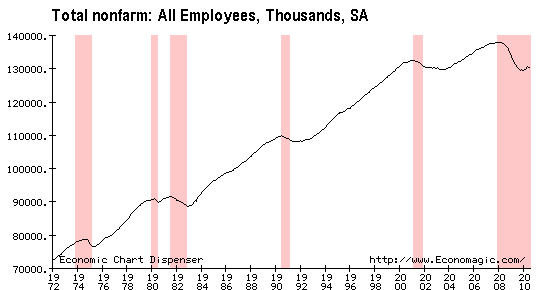 Total nonfarm: All Employees, Thousands, SA
140000.
130000.
120000.
110000.
100000.
90000.
80000.
70000.
Economic Chart Dispenser
http://www.Economagic.com/
19 19 19 19 19 19 19 19 19 19 19 19 19 19 20 20 20 20 20 20
72 74 76 78 80 82 84 86 88 90 92 94 96 98 00 02 04 06 08 10